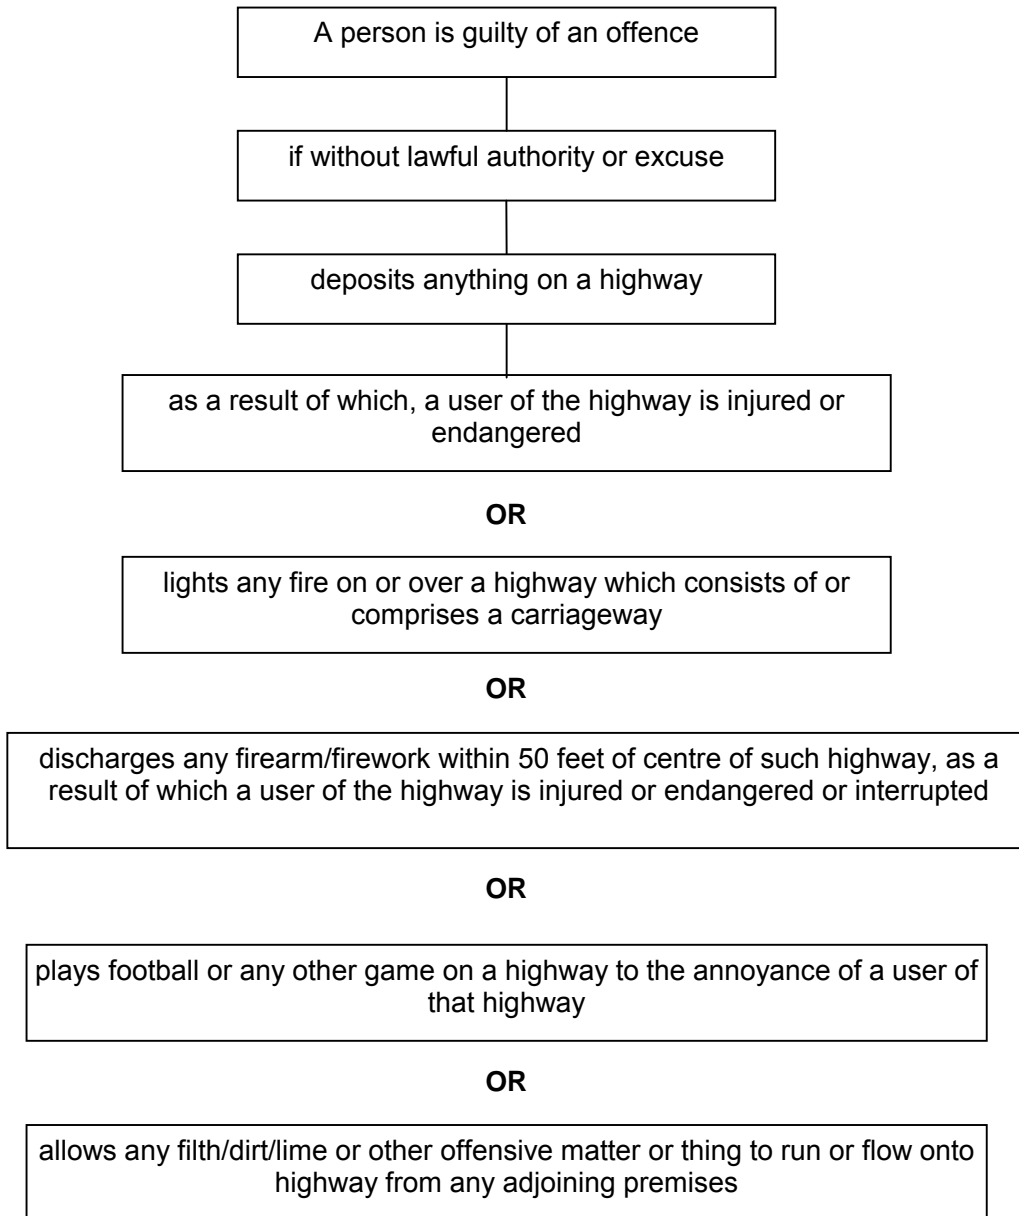 A person is guilty of an offence
if without lawful authority or excuse
deposits anything on a highway
as a result of which, a user of the highway is injured or
endangered
OR
lights any fire on or over a highway which consists of or
comprises a carriageway
OR
discharges any firearm/firework within 50 feet of centre of such highway, as a
result of which a user of the highway is injured or endangered or interrupted
OR
plays football or any other game on a highway to the annoyance of a user of
that highway
OR
allows any filth/dirt/lime or other offensive matter or thing to run or flow onto
highway from any adjoining premises